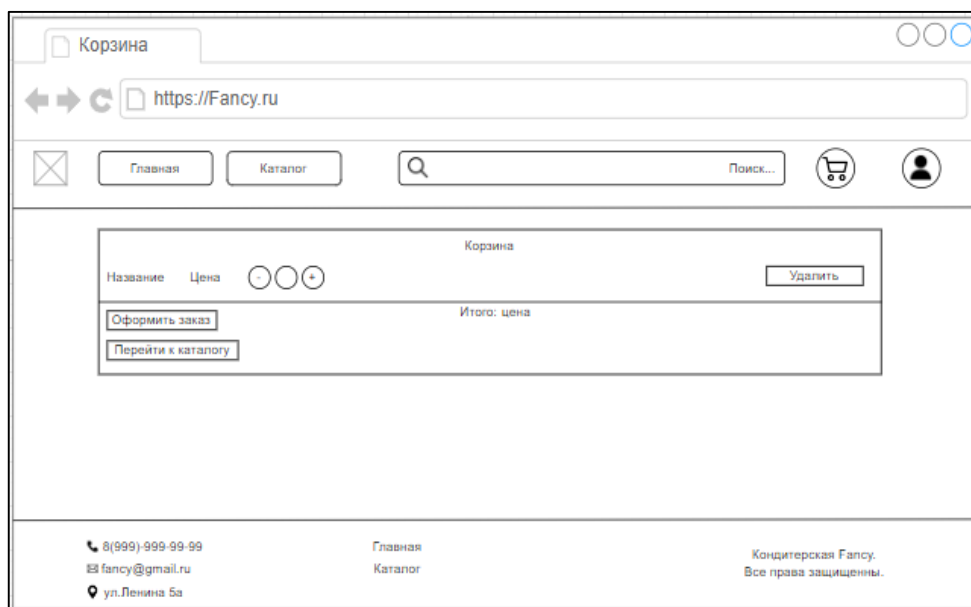 Корзина
https://Fancy.ru
Главная
Каталог
Поиск...
Корзина
Название Цена - + Удалить
Итого: цена
Оформить заказ
Перейти к каталогу
8(999)-999-99-99
fancy@gmail.ru
ул.Ленина 5а
Главная
Каталог
Кондитерская Fancy.
Все права защищенны.